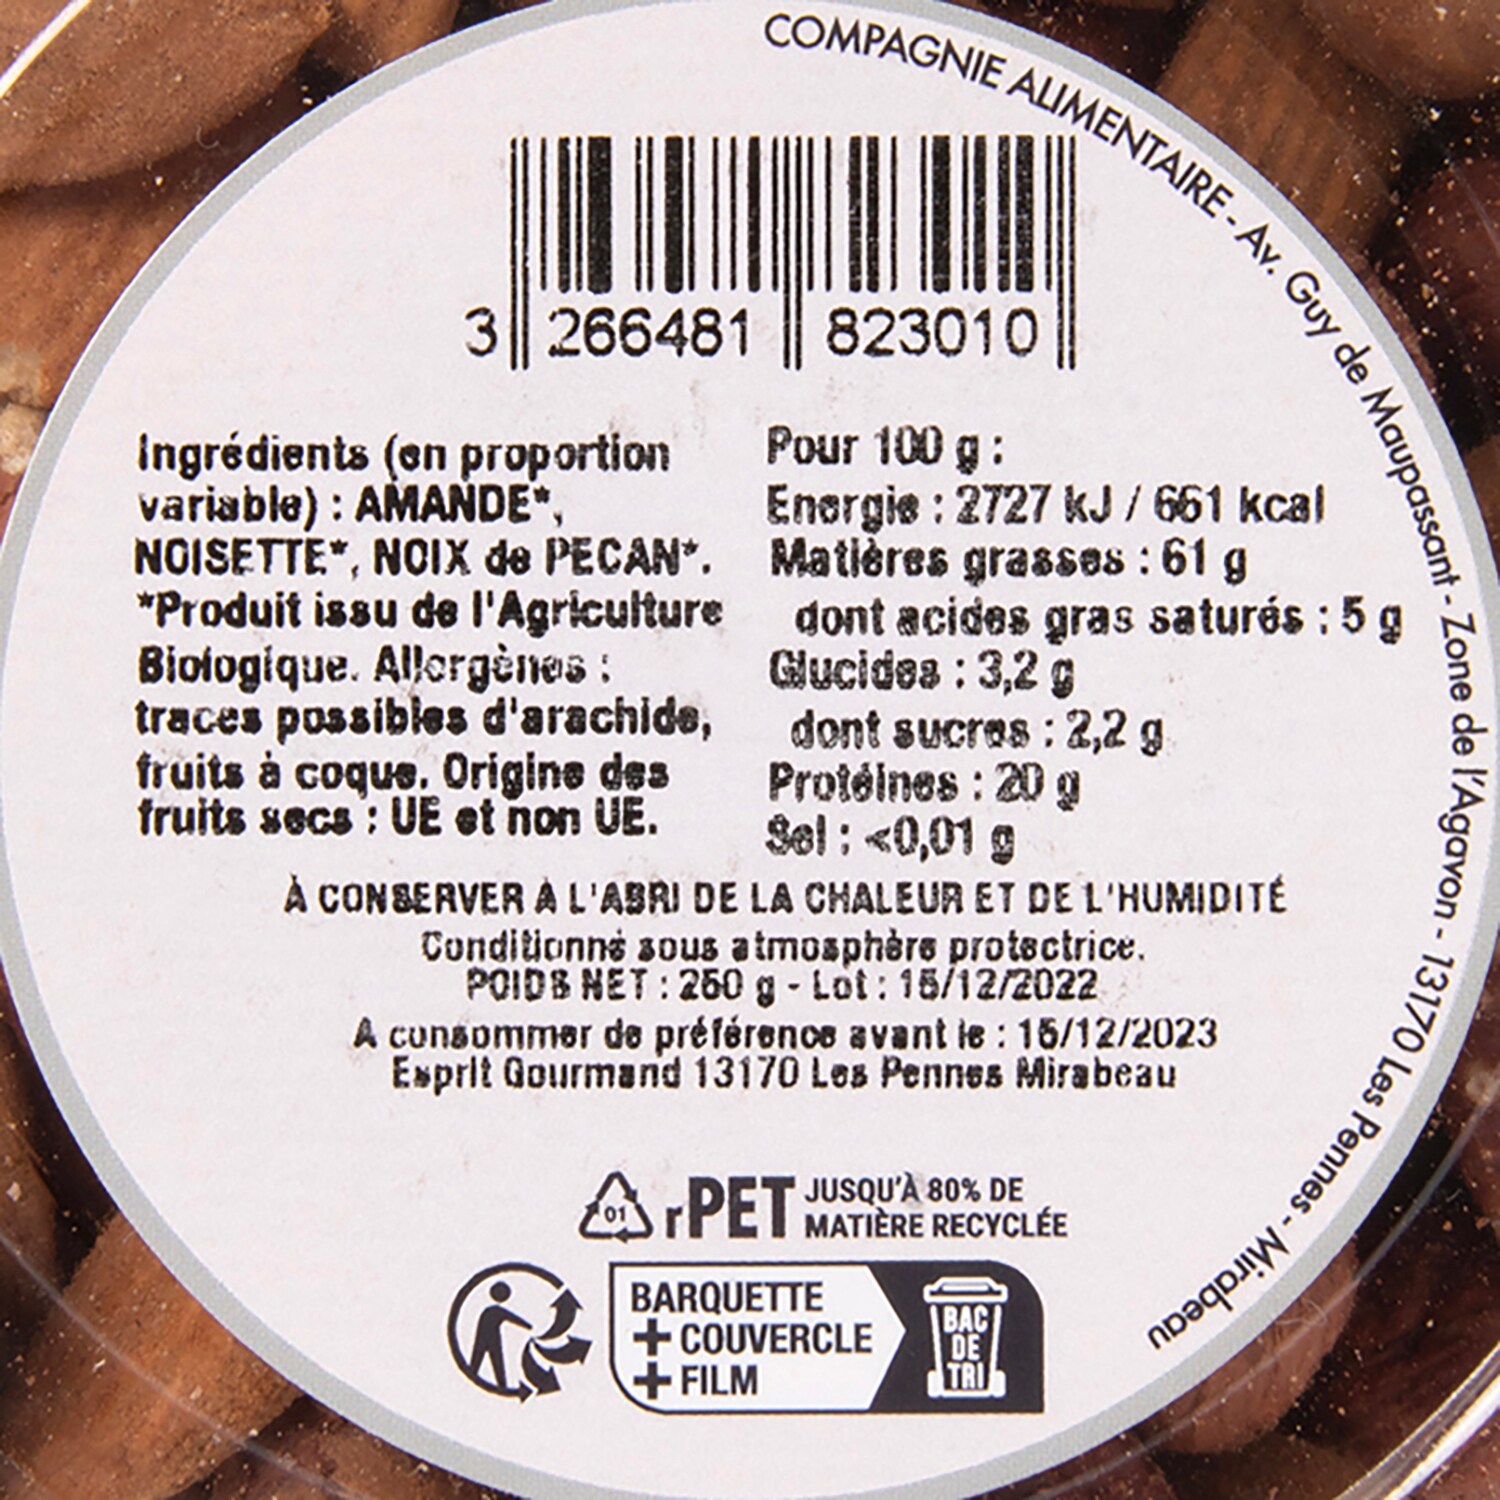 COMPAGNIE ALIMENTAIRE - Av. Guy de Maupassant - Zone de l'Agavon - 13170 Les Pennes - Mirabeau
3 266481 823010
Ingrédients (en proportion
variable) : AMANDE*,
NOISETTE*, NOIX de PECAN*.
*Produit issu de l'Agriculture
Biologique. Allergènes :
traces possibles d'arachide,
fruits à coque. Origine des
fruits secs : UE et non UE.
Pour 100 g :
Energie : 2727 kJ / 661 kcal
Matières grasses : 61 g
dont acides gras saturés : 5 g
Glucides : 3,2 g
dont sucres : 2,2 g
Protéines : 20 g
Sel : <0,01 g
À CONSERVER À L'ABRI DE LA CHALEUR ET DE L'HUMIDITÉ
Conditionné sous atmosphère protectrice.
POIDS NET : 250 g - Lot : 15/12/2022
A consommer de préférence avant le : 15/12/2023
Esprit Gourmand 13170 Les Pennes Mirabeau
01 rPET JUSQU'À 80% DE
MATIÈRE RECYCLÉE
BARQUETTE
+ COUVERCLE
+ FILM
BAC
DE
TRI